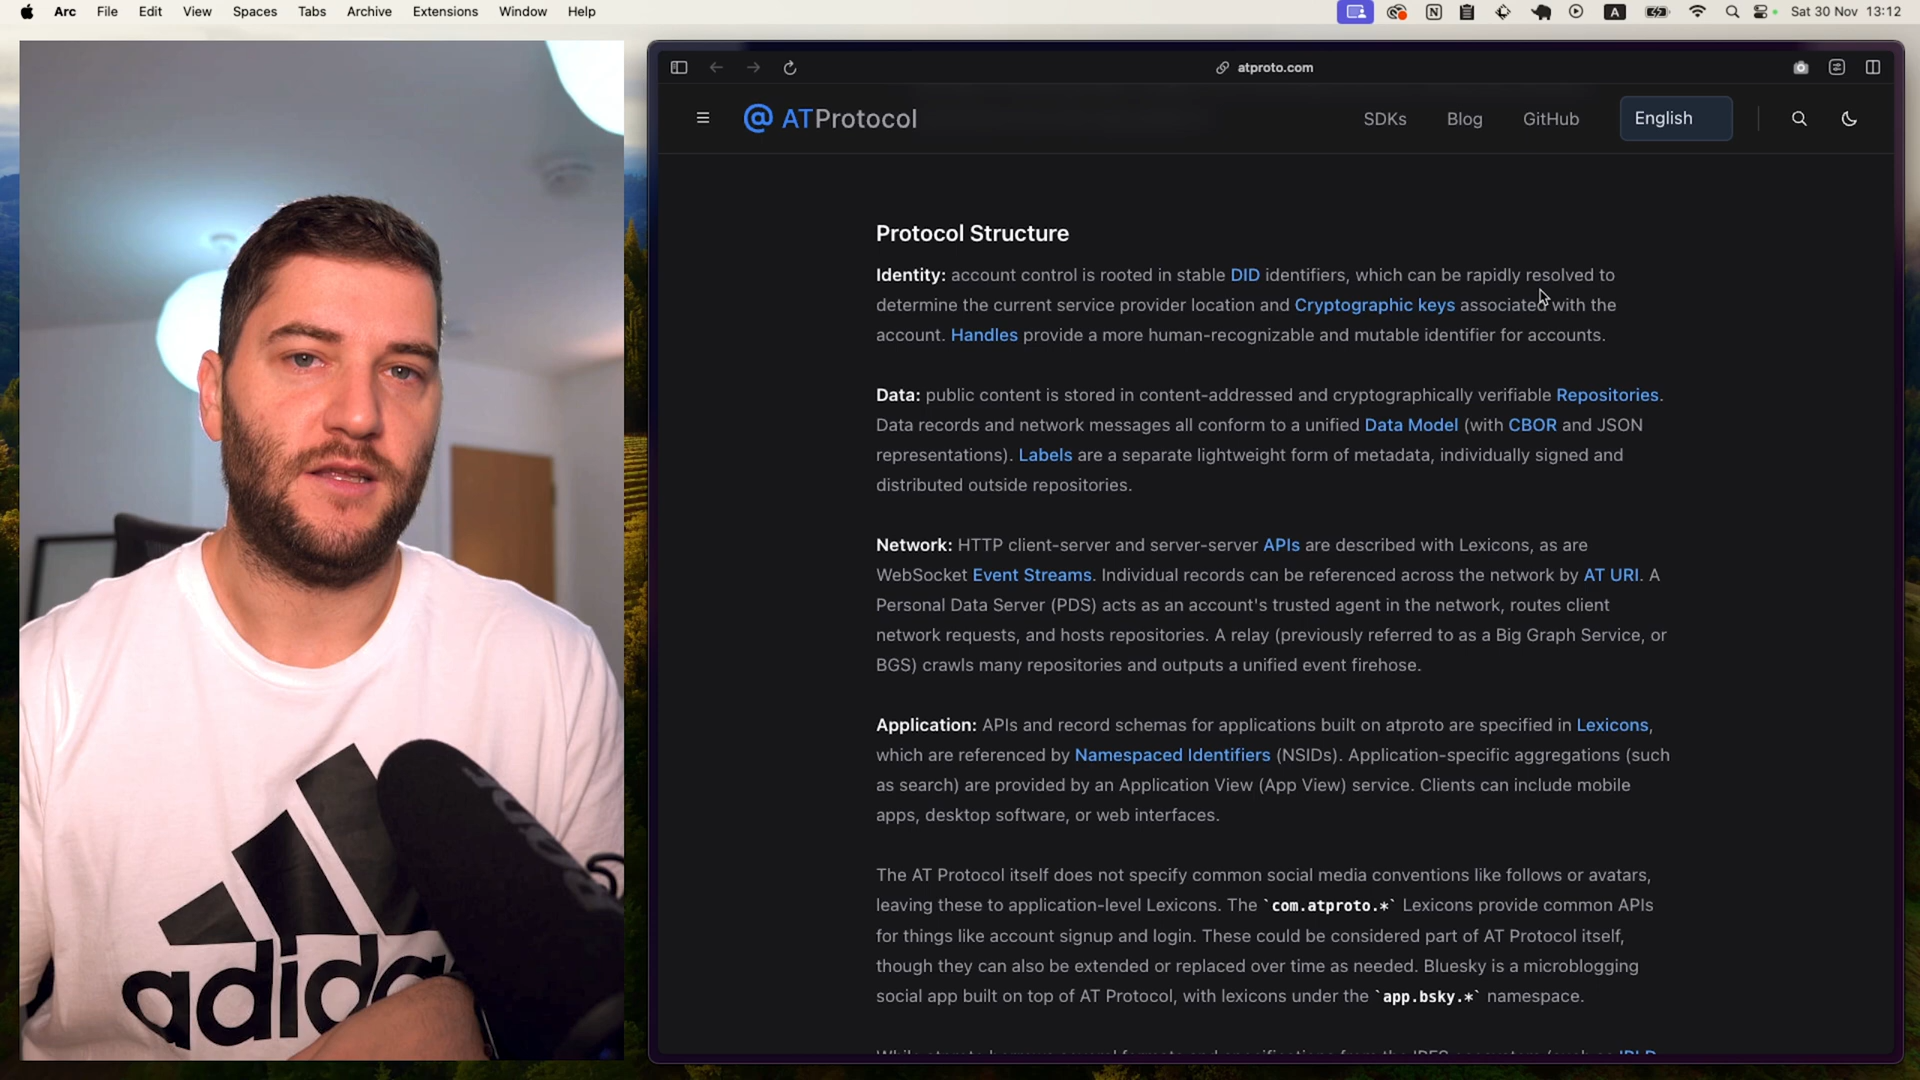 Arc File Edit View Spaces Tabs Archive Extensions Window Help
A
Sat 30 Nov 13:12
atproto.com
@ ATProtocol
SDKs Blog GitHub English
Protocol Structure
Identity: account control is rooted in stable DID identifiers, which can be rapidly resolved to
determine the current service provider location and Cryptographic keys associated with the
account. Handles provide a more human-recognizable and mutable identifier for accounts.
Data: public content is stored in content-addressed and cryptographically verifiable Repositories.
Data records and network messages all conform to a unified Data Model (with CBOR and JSON
representations). Labels are a separate lightweight form of metadata, individually signed and
distributed outside repositories.
Network: HTTP client-server and server-server APIs are described with Lexicons, as are
WebSocket Event Streams. Individual records can be referenced across the network by AT URI. A
Personal Data Server (PDS) acts as an account's trusted agent in the network, routes client
network requests, and hosts repositories. A relay (previously referred to as a Big Graph Service, or
BGS) crawls many repositories and outputs a unified event firehose.
Application: APIs and record schemas for applications built on atproto are specified in Lexicons,
which are referenced by Namespaced Identifiers (NSIDs). Application-specific aggregations (such
as search) are provided by an Application View (App View) service. Clients can include mobile
apps, desktop software, or web interfaces.
The AT Protocol itself does not specify common social media conventions like follows or avatars,
leaving these to application-level Lexicons. The `com.atproto.*` Lexicons provide common APIs
for things like account signup and login. These could be considered part of AT Protocol itself,
though they can also be extended or replaced over time as needed. Bluesky is a microblogging
social app built on top of AT Protocol, with lexicons under the `app.bsky.*` namespace.
adidas